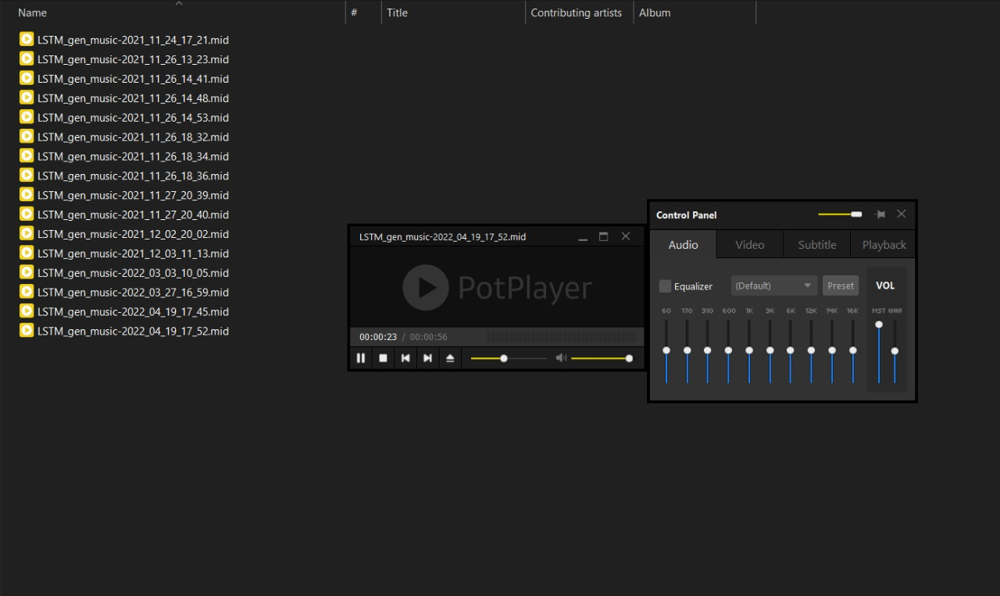 Name # Title Contributing artists Album
LSTM_gen_music-2021_11_24_17_21.mid
LSTM_gen_music-2021_11_26_13_23.mid
LSTM_gen_music-2021_11_26_14_41.mid
LSTM_gen_music-2021_11_26_14_48.mid
LSTM_gen_music-2021_11_26_14_53.mid
LSTM_gen_music-2021_11_26_18_32.mid
LSTM_gen_music-2021_11_26_18_34.mid
LSTM_gen_music-2021_11_26_18_36.mid
LSTM_gen_music-2021_11_27_20_39.mid
LSTM_gen_music-2021_11_27_20_40.mid
LSTM_gen_music-2021_12_02_20_02.mid
LSTM_gen_music-2021_12_03_11_13.mid
LSTM_gen_music-2022_03_03_10_05.mid
LSTM_gen_music-2022_03_27_16_59.mid
LSTM_gen_music-2022_04_19_17_45.mid
LSTM_gen_music-2022_04_19_17_52.mid
LSTM_gen_music-2022_04_19_17_52.mid
PotPlayer
00:00:23 / 00:00:56
Control Panel
Audio Video Subtitle Playback
Equalizer (Default) Preset VOL
60 170 310 600 1K 3K 6K 12K 14K 16K MST WAV